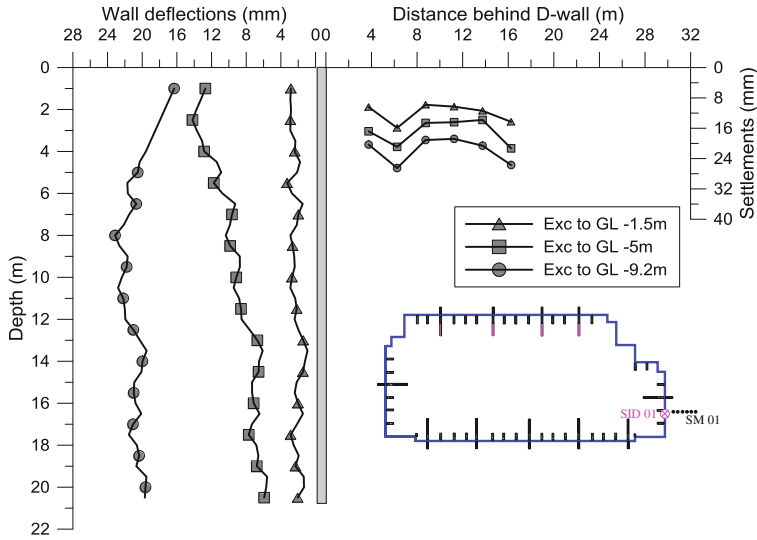 Wall deflections (mm)
Distance behind D-wall (m)
28 24 20 16 12 8 4 00 4 8 12 16 20 24 28 32
0
2
4
6
8
10
12
14
16
18
20
22
Depth (m)
0
8
16
24
32
40
Settlements (mm)
Exc to GL -1.5m
Exc to GL -5m
Exc to GL -9.2m
SID 01
SM 01